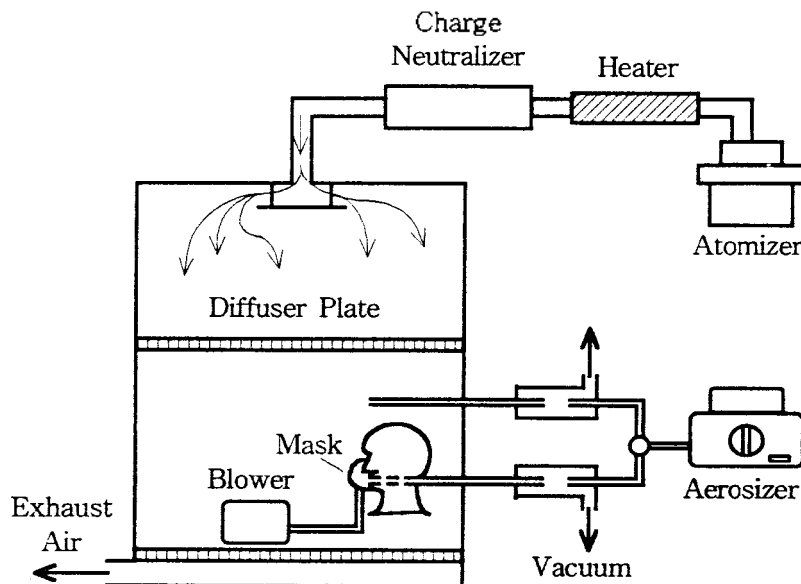 Charge
Neutralizer
Heater
Atomizer
Diffuser Plate
Mask
Blower
Aerosizer
Exhaust
Air
Vacuum